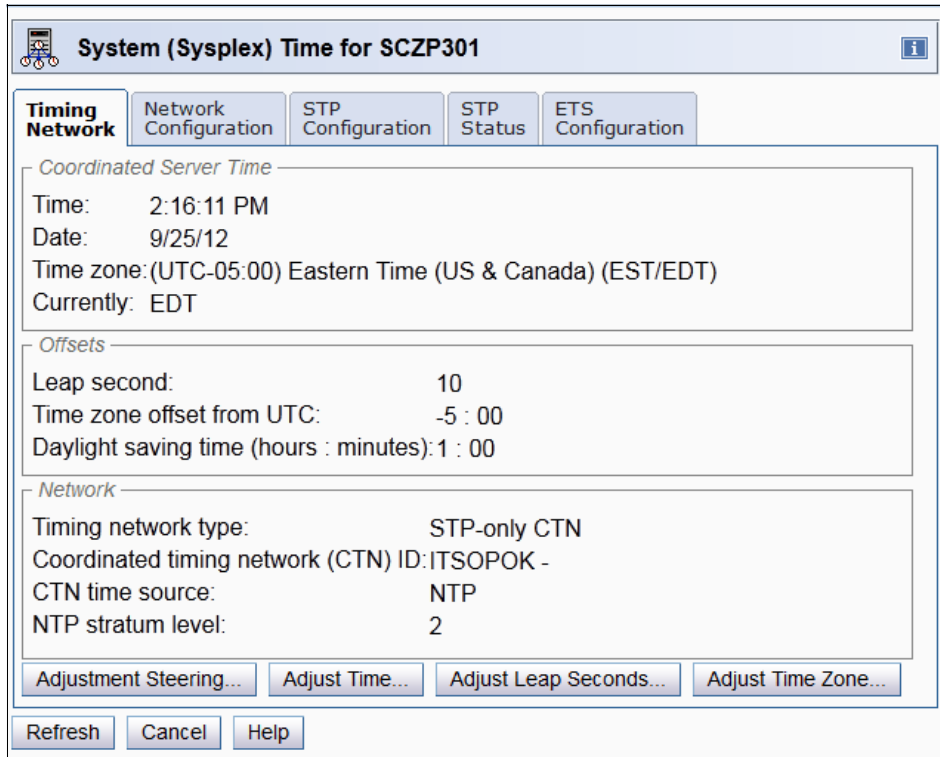 System (Sysplex) Time for SCZP301
i
Timing Network
Network Configuration
STP Configuration
STP Status
ETS Configuration
Coordinated Server Time
Time: 2:16:11 PM
Date: 9/25/12
Time zone: (UTC-05:00) Eastern Time (US & Canada) (EST/EDT)
Currently: EDT
Offsets
Leap second: 10
Time zone offset from UTC: -5 : 00
Daylight saving time (hours : minutes): 1 : 00
Network
Timing network type: STP-only CTN
Coordinated timing network (CTN) ID: ITSOPOK -
CTN time source: NTP
NTP stratum level: 2
Adjustment Steering... Adjust Time... Adjust Leap Seconds... Adjust Time Zone...
Refresh Cancel Help